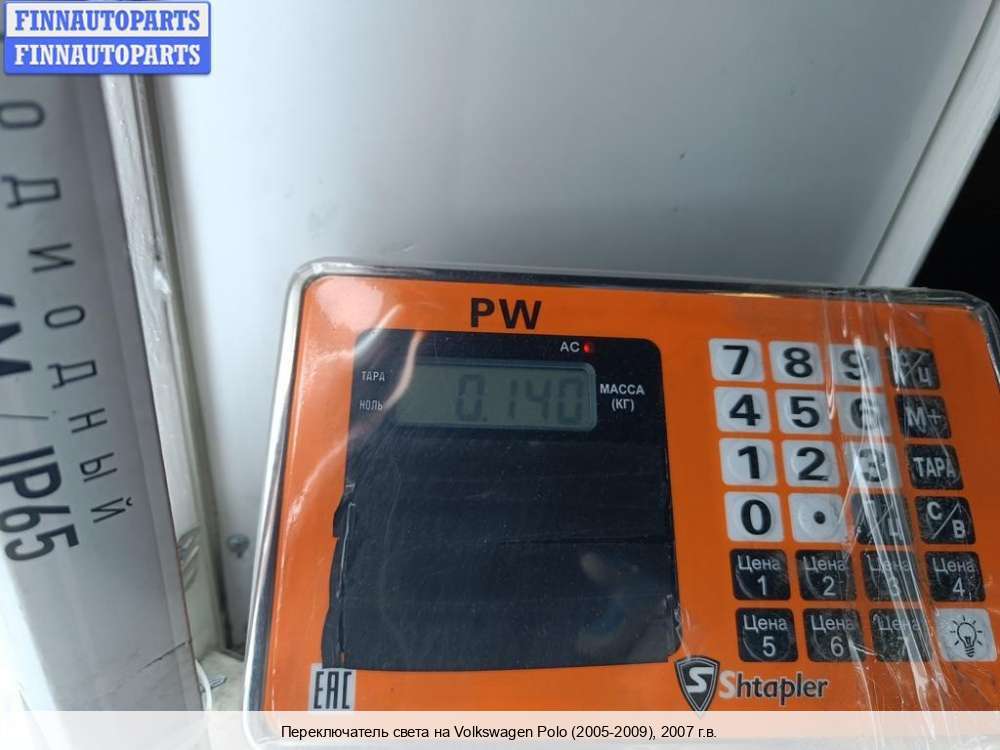 FINNAUTOPARTS
FINNAUTOPARTS
ОДИОДНЫЙ
/ IP65
PW
AC
ТАРА
НОЛЬ
0.140
МАССА
(КГ)
7 8 9
4 5 6 М+
1 2 3 ТАРА
0 . С/В
Цена 1 Цена 2 Цена 3 Цена 4
Цена 5 Цена 6 Цена 7
EAC
S Shtapler
Переключатель света на Volkswagen Polo (2005-2009), 2007 г.в.